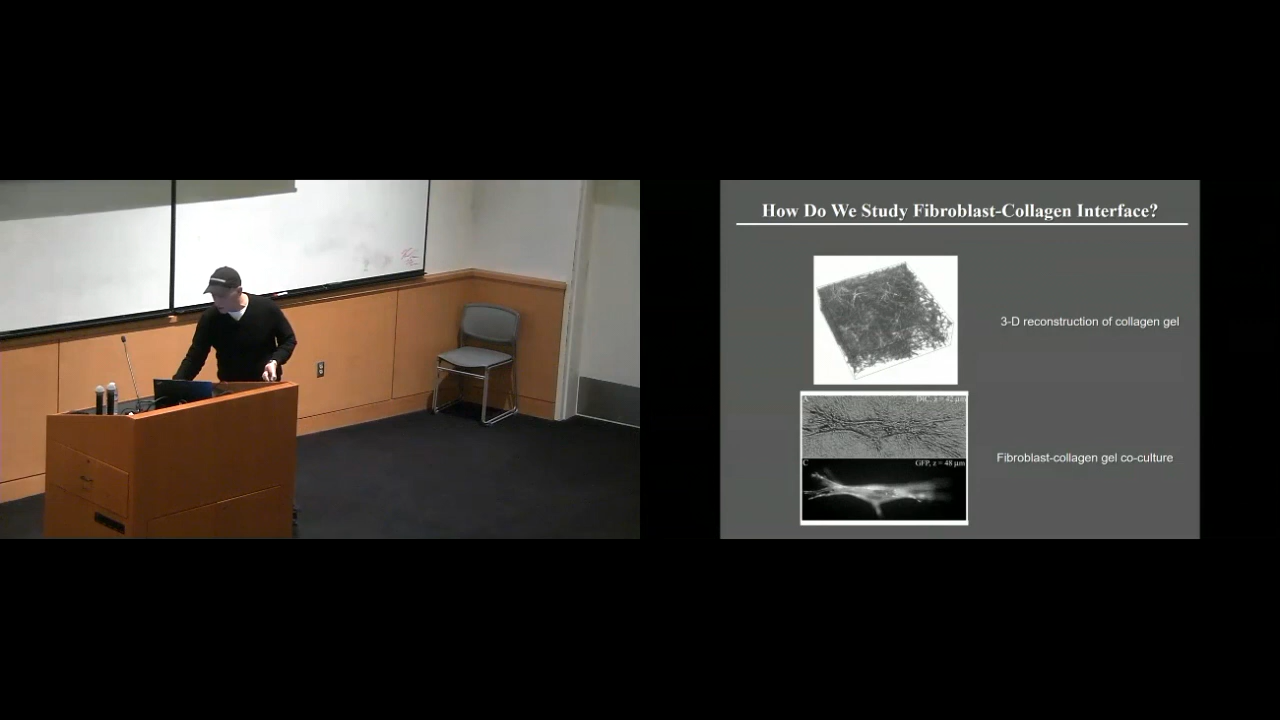 How Do We Study Fibroblast-Collagen Interface?
3-D reconstruction of collagen gel
A
DIC, z = 42 µm
Fibroblast-collagen gel co-culture
C
GFP, z = 48 µm